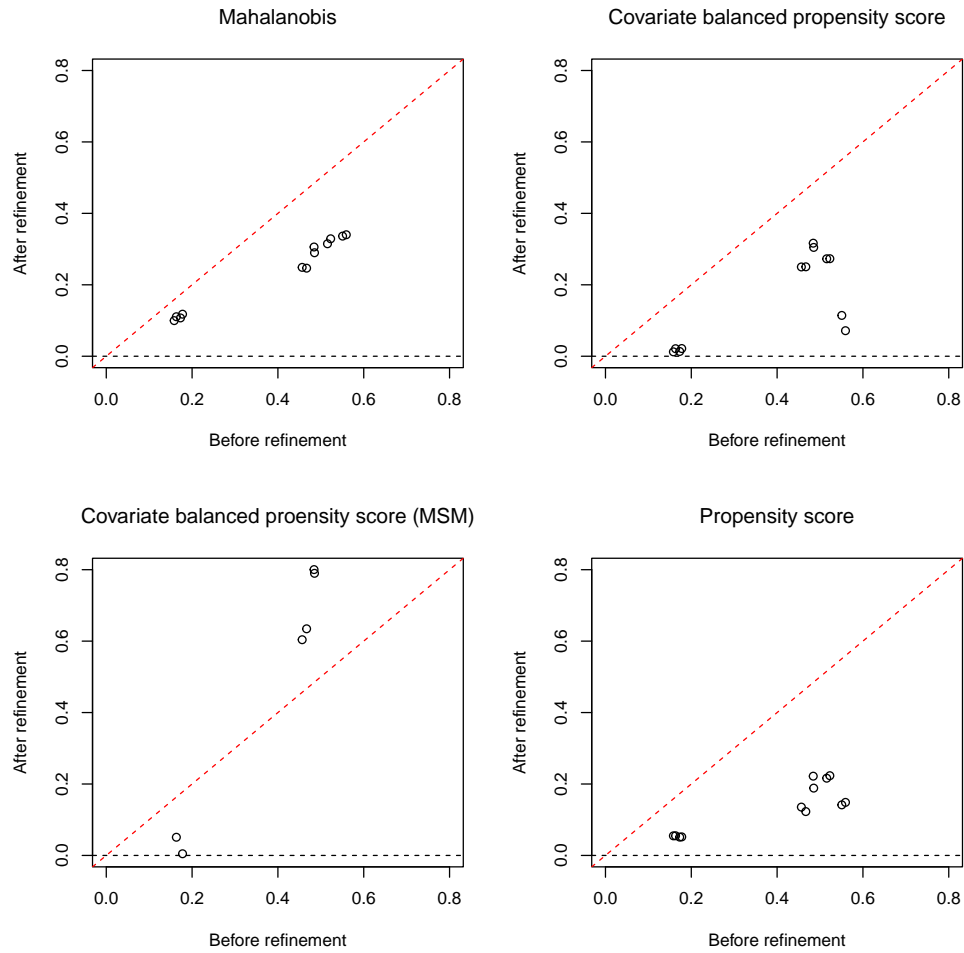 Mahalanobis
0.8
0.6
0.4
0.2
0.0
After refinement
0.0 0.2 0.4 0.6 0.8
Before refinement
Covariate balanced propensity score
0.8
0.6
0.4
0.2
0.0
After refinement
0.0 0.2 0.4 0.6 0.8
Before refinement
Covariate balanced proensity score (MSM)
0.8
0.6
0.4
0.2
0.0
After refinement
0.0 0.2 0.4 0.6 0.8
Before refinement
Propensity score
0.8
0.6
0.4
0.2
0.0
After refinement
0.0 0.2 0.4 0.6 0.8
Before refinement